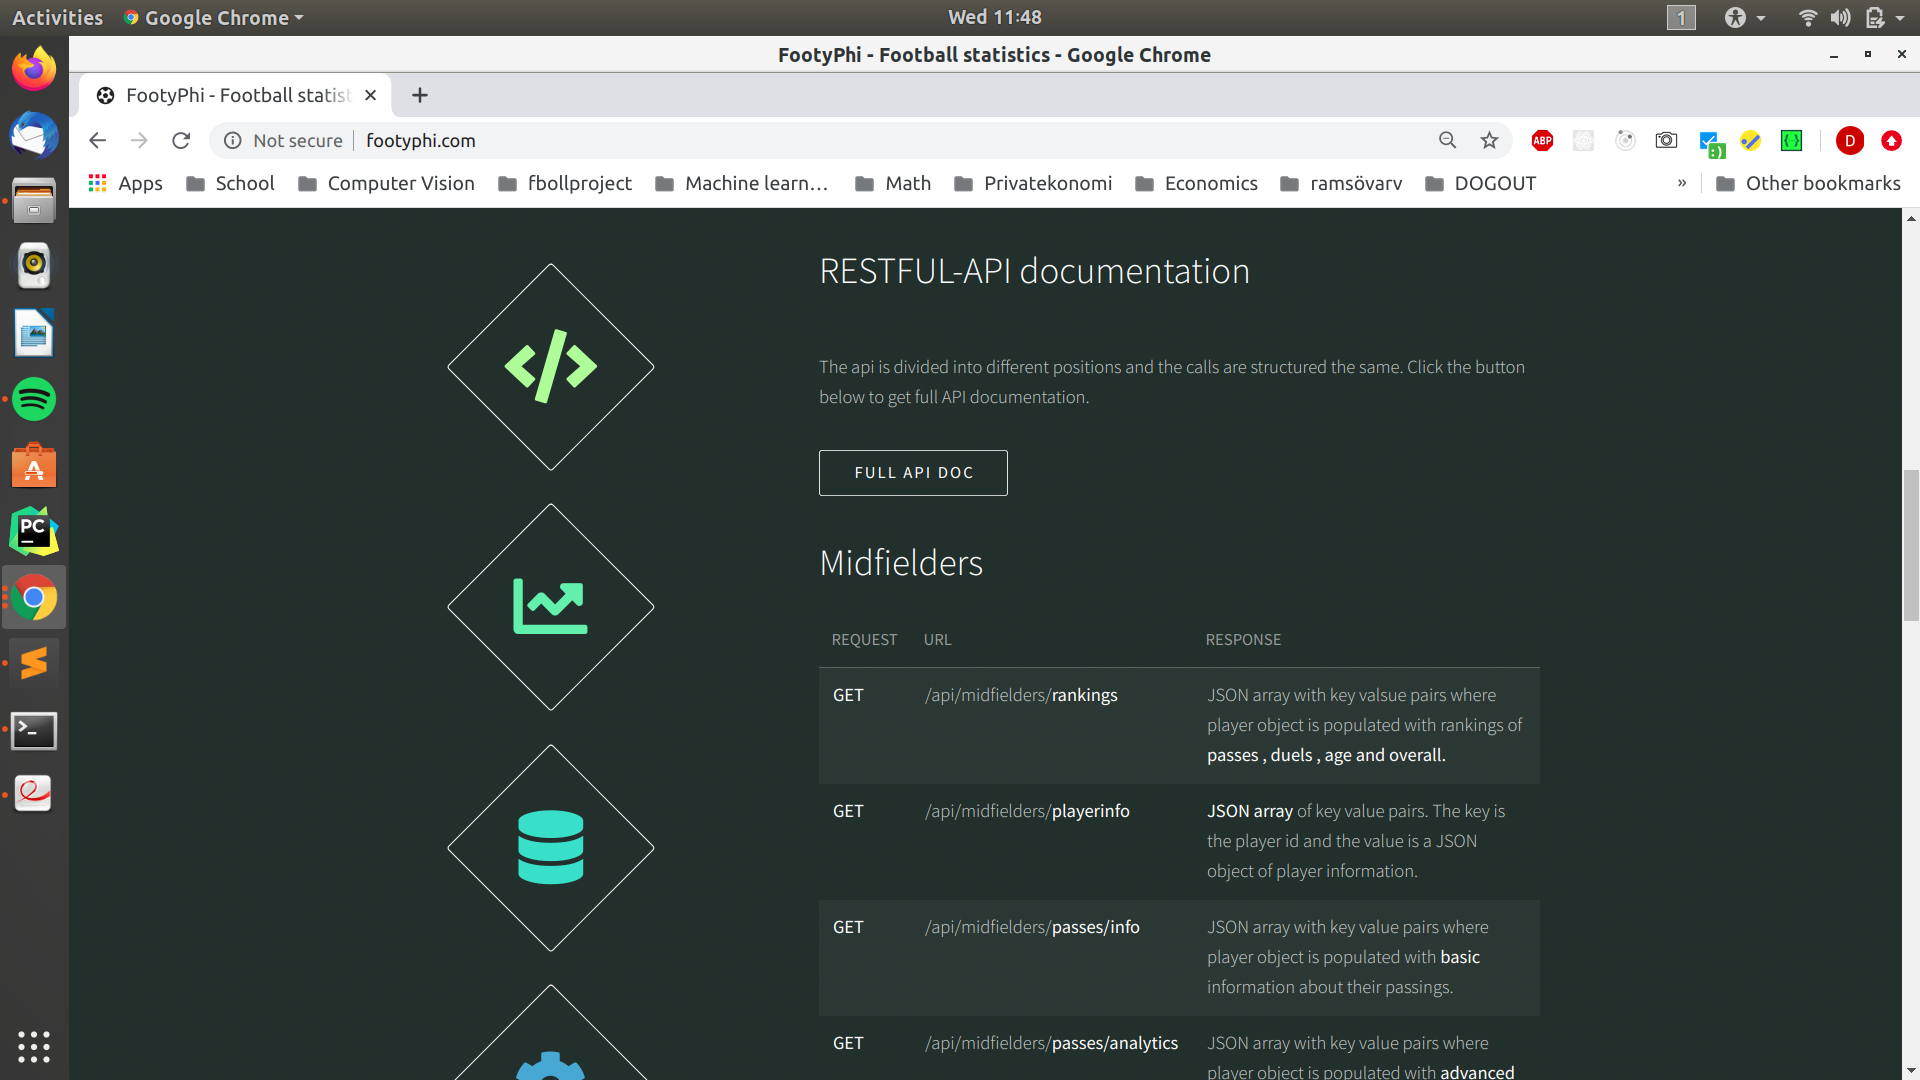 Activities Google Chrome Wed 11:48 1
FootyPhi - Football statistics - Google Chrome
FootyPhi - Football statist
Not secure footyphi.com ABP D
Apps School Computer Vision fbollproject Machine learn… Math Privatekonomi Economics ramsövarv DOGOUT » Other bookmarks
RESTFUL-API documentation
The api is divided into different positions and the calls are structured the same. Click the button
below to get full API documentation.
FULL API DOC
PC
Midfielders
REQUEST URL RESPONSE
GET /api/midfielders/rankings JSON array with key valsue pairs where
player object is populated with rankings of
passes , duels , age and overall.
GET /api/midfielders/playerinfo JSON array of key value pairs. The key is
the player id and the value is a JSON
object of player information.
GET /api/midfielders/passes/info JSON array with key value pairs where
player object is populated with basic
information about their passings.
GET /api/midfielders/passes/analytics JSON array with key value pairs where
player object is populated with advanced